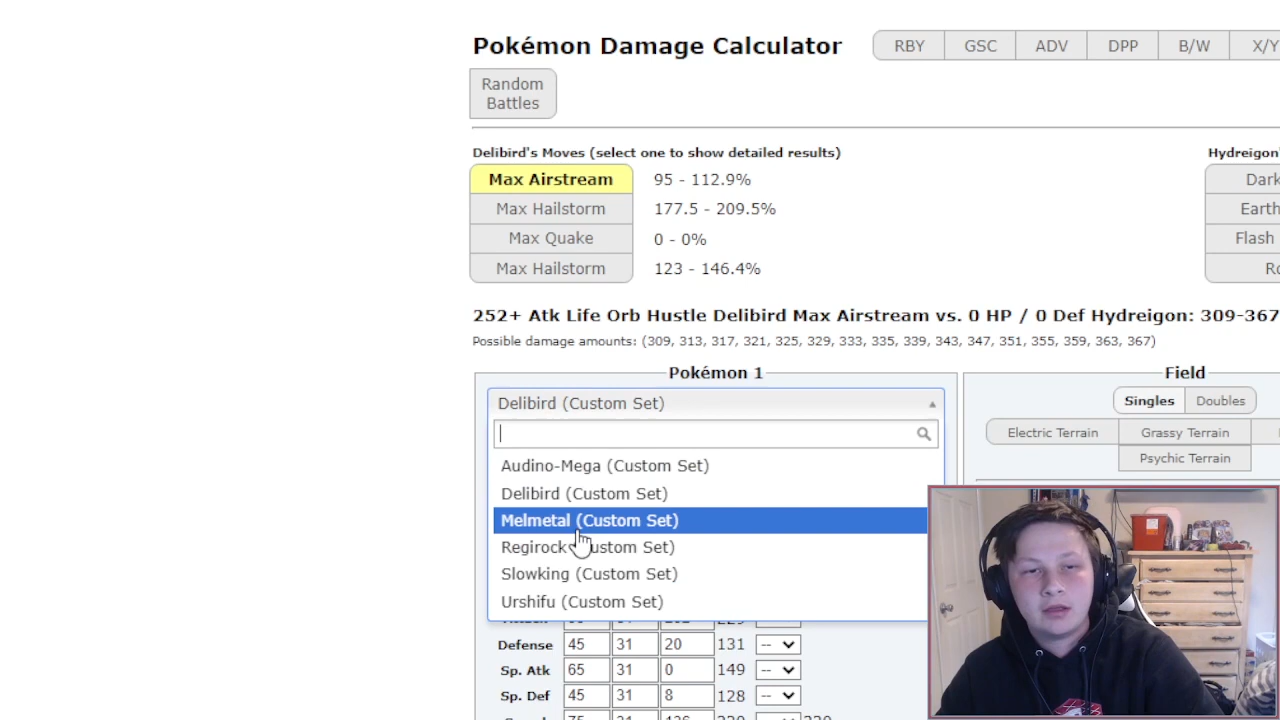 Pokémon Damage Calculator
RBY GSC ADV DPP B/W X/Y
Random
Battles
Delibird's Moves (select one to show detailed results)
Max Airstream 95 - 112.9%
Max Hailstorm 177.5 - 209.5%
Max Quake 0 - 0%
Max Hailstorm 123 - 146.4%
Hydreigon'
Dark
Earth
Flash
252+ Atk Life Orb Hustle Delibird Max Airstream vs. 0 HP / 0 Def Hydreigon: 309-367
Possible damage amounts: (309, 313, 317, 321, 325, 329, 333, 335, 339, 343, 347, 351, 355, 359, 363, 367)
Pokémon 1
Delibird (Custom Set)
Audino-Mega (Custom Set)
Delibird (Custom Set)
Melmetal (Custom Set)
Regirock (Custom Set)
Slowking (Custom Set)
Urshifu (Custom Set)
Defense 45 31 20 131 --
Sp. Atk 65 31 0 149 --
Sp. Def 45 31 8 128 --
Field
Singles Doubles
Electric Terrain Grassy Terrain
Psychic Terrain